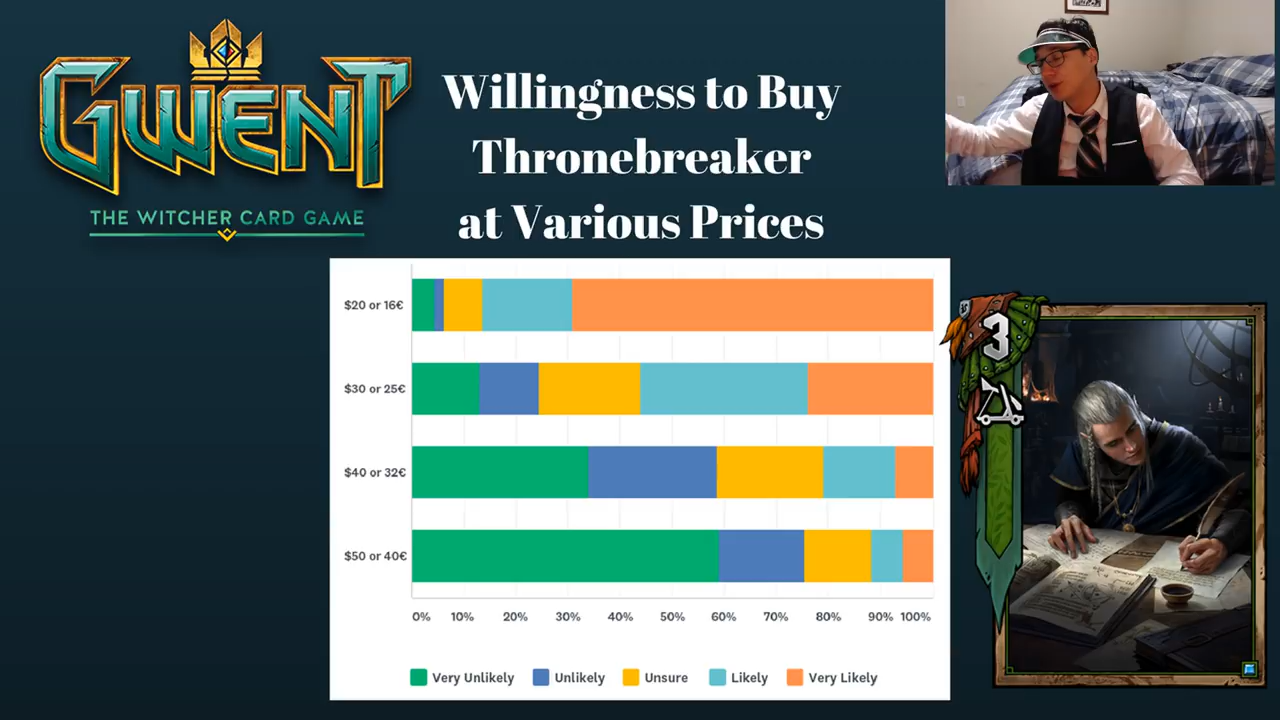 GWENT
THE WITCHER CARD GAME
Willingness to Buy
Thronebreaker
at Various Prices
$20 or 16€
$30 or 25€
$40 or 32€
$50 or 40€
0% 10% 20% 30% 40% 50% 60% 70% 80% 90% 100%
Very Unlikely Unlikely Unsure Likely Very Likely
3